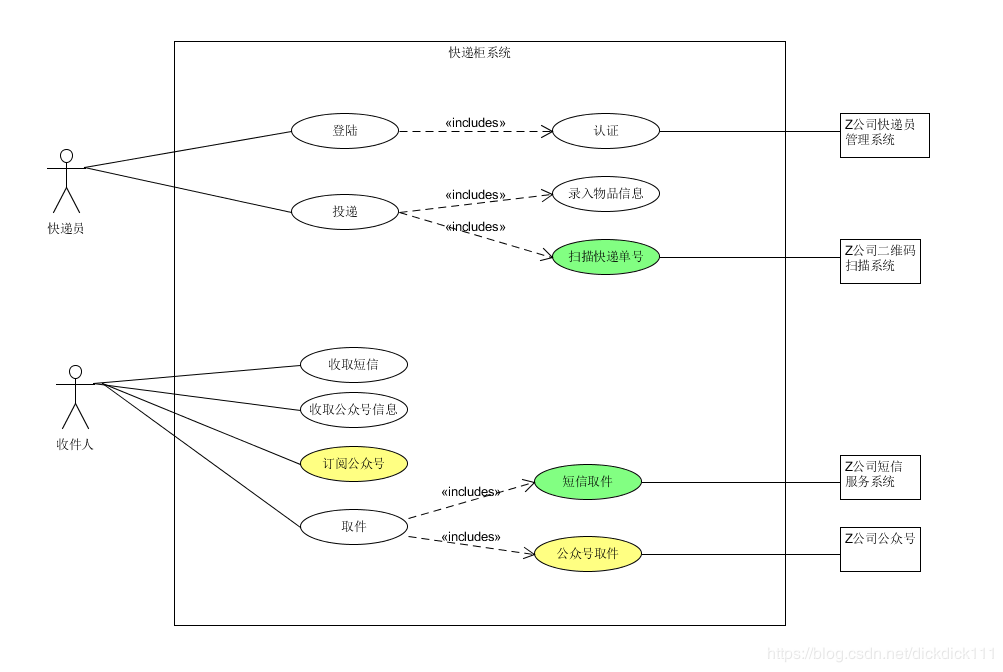 快递柜系统
登陆
«includes»
认证
Z公司快递员
管理系统
快递员
投递
«includes»
录入物品信息
«includes»
扫描快递单号
Z公司二维码
扫描系统
收取短信
收件人
收取公众号信息
订阅公众号
Z公司短信
服务系统
短信取件
«includes»
取件
«includes»
公众号取件
Z公司公众号
https://blog.csdn.net/dickdick111